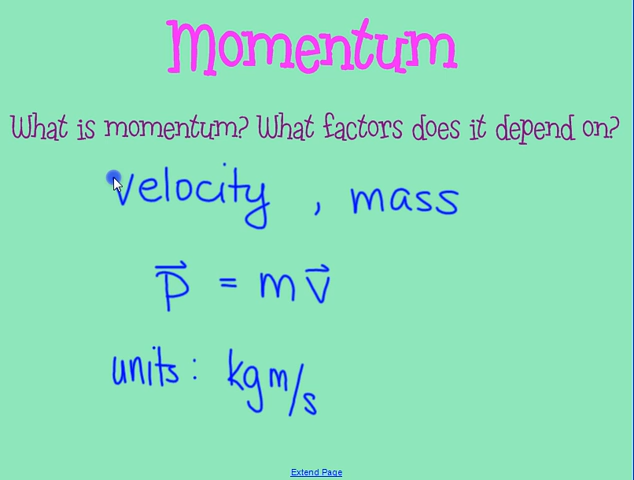 Momentum
What is momentum? What factors does it depend on?
velocity , mass
p⃗ = mv⃗
units: kgm/s
Extend Page